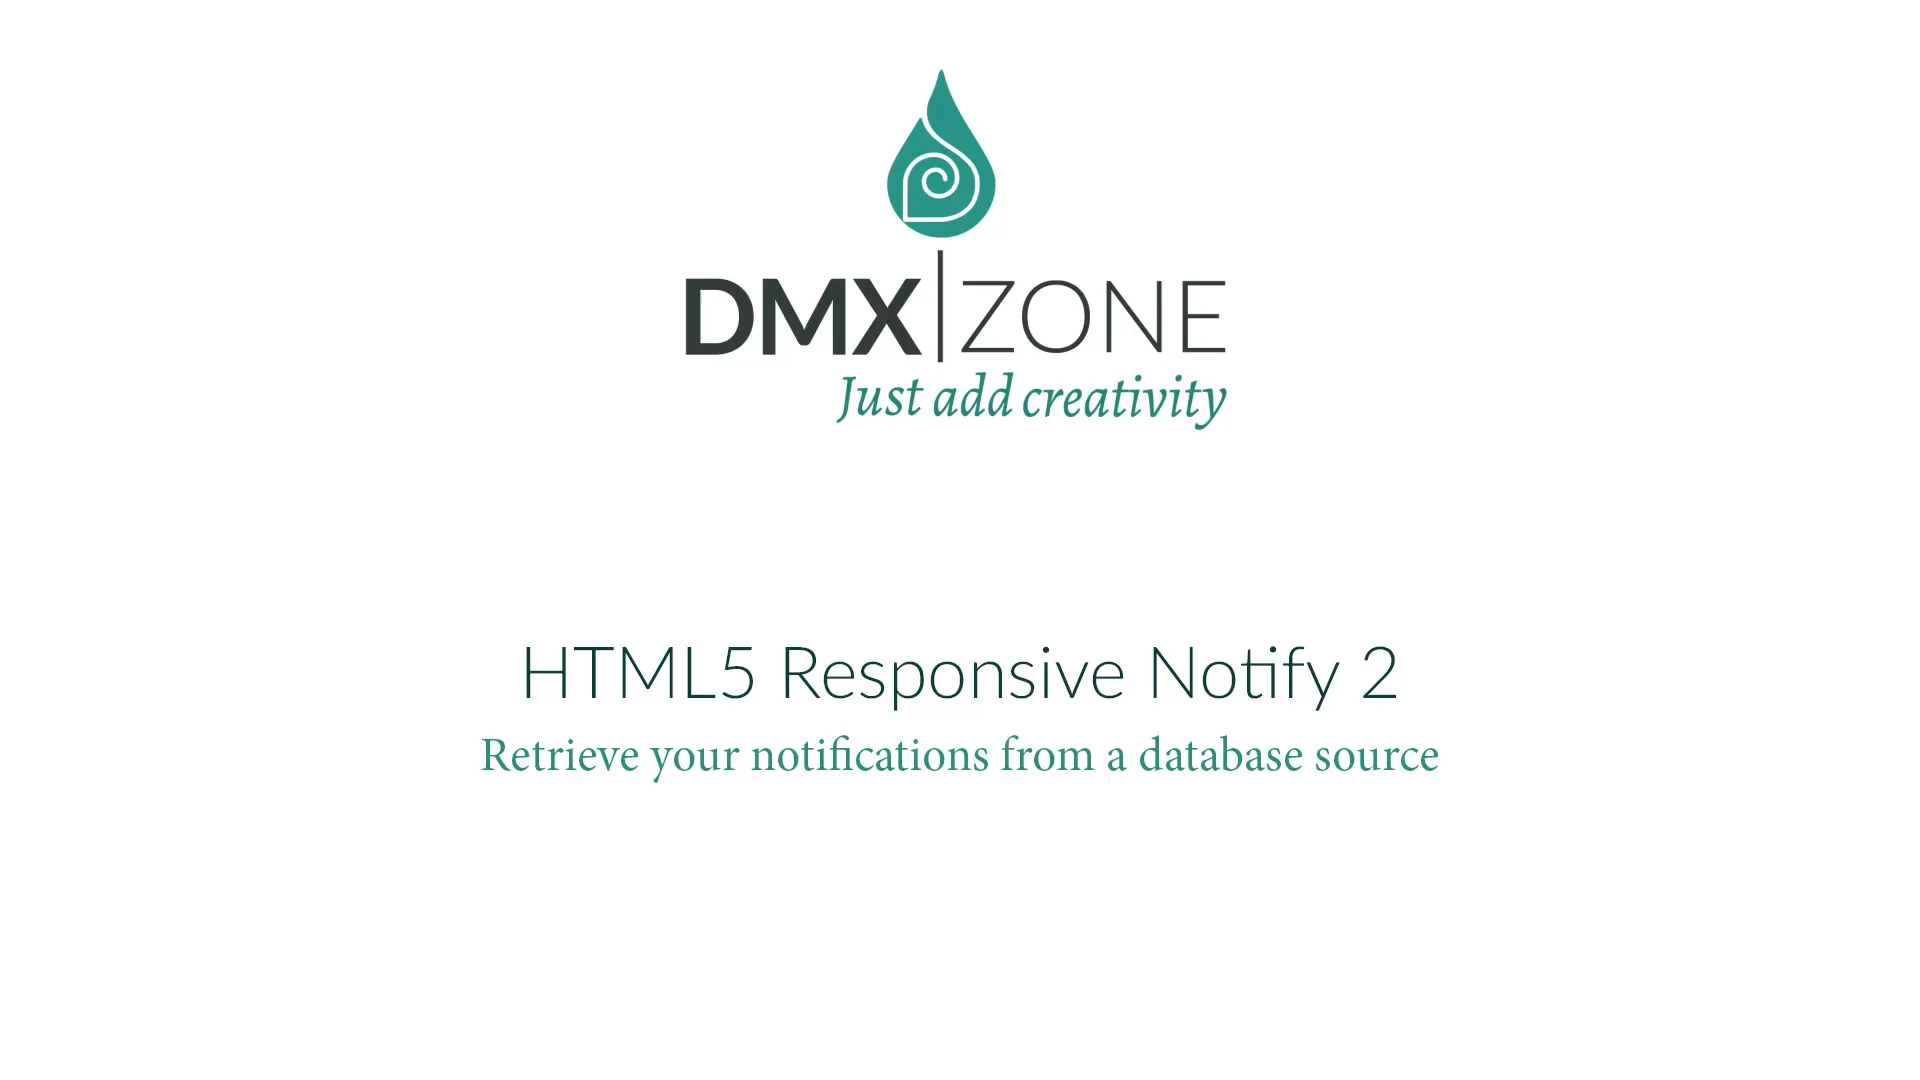 DMX|ZONE
Just add creativity
HTML5 Responsive Notify 2
Retrieve your notifications from a database source